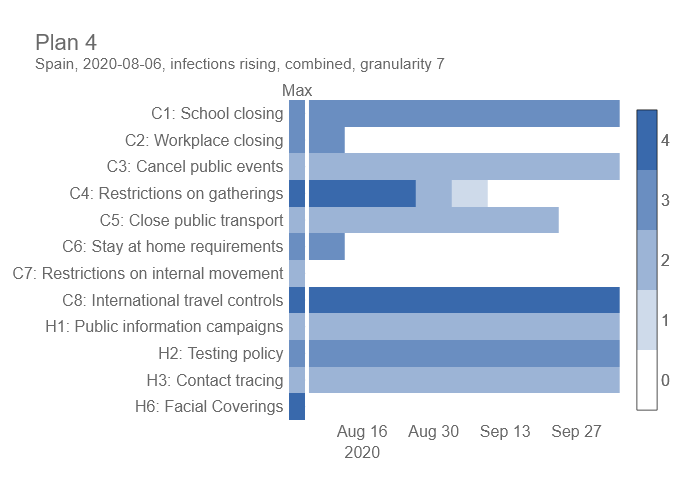 Plan 4
Spain, 2020-08-06, infections rising, combined, granularity 7
Max
C1: School closing
C2: Workplace closing
C3: Cancel public events
C4: Restrictions on gatherings
C5: Close public transport
C6: Stay at home requirements
C7: Restrictions on internal movement
C8: International travel controls
H1: Public information campaigns
H2: Testing policy
H3: Contact tracing
H6: Facial Coverings
4
3
2
1
0
Aug 16 Aug 30 Sep 13 Sep 27
2020